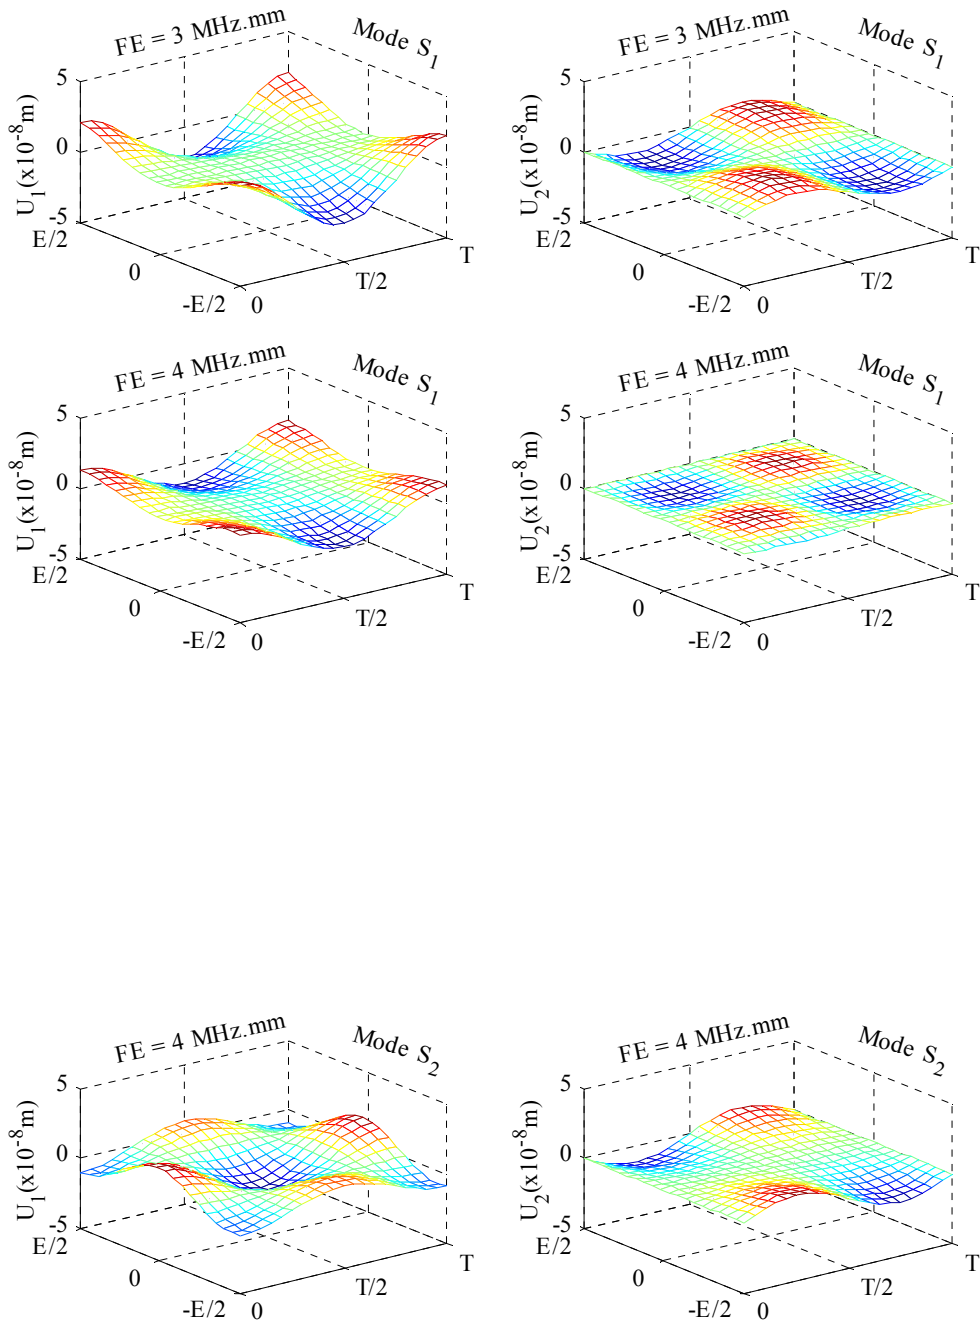 FE = 3 MHz.mm
Mode S1
U1(x10-8m)
5
0
-5
E/2
0
-E/2
0
T/2
T
FE = 3 MHz.mm
Mode S1
U2(x10-8m)
5
0
-5
E/2
0
-E/2
0
T/2
T
FE = 4 MHz.mm
Mode S1
U1(x10-8m)
5
0
-5
E/2
0
-E/2
0
T/2
T
FE = 4 MHz.mm
Mode S1
U2(x10-8m)
5
0
-5
E/2
0
-E/2
0
T/2
T
FE = 4 MHz.mm
Mode S2
U1(x10-8m)
5
0
-5
E/2
0
-E/2
0
T/2
T
FE = 4 MHz.mm
Mode S2
U2(x10-8m)
5
0
-5
E/2
0
-E/2
0
T/2
T